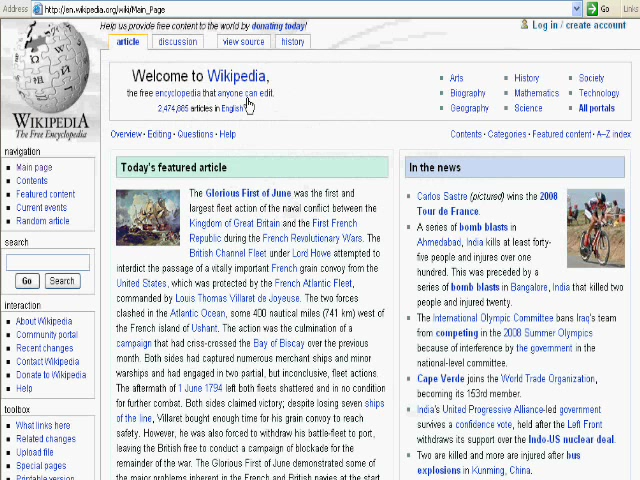 Address http://en.wikipedia.org/wiki/Main_Page Go Links
Help us provide free content to the world by donating today!
Log in / create account
article discussion view source history
WIKIPEDIA
The Free Encyclopedia
navigation
Main page
Contents
Featured content
Current events
Random article
search
Go Search
interaction
About Wikipedia
Community portal
Recent changes
Contact Wikipedia
Donate to Wikipedia
Help
toolbox
What links here
Related changes
Upload file
Special pages
Printable version
Welcome to Wikipedia,
the free encyclopedia that anyone can edit.
2,474,865 articles in English
Arts
Biography
Geography
History
Mathematics
Science
Society
Technology
All portals
Overview · Editing · Questions · Help
Contents · Categories · Featured content · A–Z index
Today's featured article
The Glorious First of June was the first and
largest fleet action of the naval conflict between the
Kingdom of Great Britain and the First French
Republic during the French Revolutionary Wars. The
British Channel Fleet under Lord Howe attempted to
interdict the passage of a vitally important French grain convoy from the
United States, which was protected by the French Atlantic Fleet,
commanded by Louis Thomas Villaret de Joyeuse. The two forces
clashed in the Atlantic Ocean, some 400 nautical miles (741 km) west of
the French island of Ushant. The action was the culmination of a
campaign that had criss-crossed the Bay of Biscay over the previous
month. Both sides had captured numerous merchant ships and minor
warships and had engaged in two partial, but inconclusive, fleet actions.
The aftermath of 1 June 1794 left both fleets shattered and in no condition
for further combat. Both sides claimed victory; despite losing seven ships
of the line, Villaret bought enough time for his grain convoy to reach
safety. However, he was also forced to withdraw his battle-fleet to port,
leaving the British free to conduct a campaign of blockade for the
remainder of the war. The Glorious First of June demonstrated some of
the major problems inherent in the French and British navies at the start
In the news
Carlos Sastre (pictured) wins the 2008
Tour de France.
A series of bomb blasts in
Ahmedabad, India kills at least forty-
five people and injures over one
hundred. This was preceded by a
series of bomb blasts in Bangalore, India that killed two
people and injured twenty.
The International Olympic Committee bans Iraq's team
from competing in the 2008 Summer Olympics
because of interference by the government in the
national-level committee.
Cape Verde joins the World Trade Organization,
becoming its 153rd member.
India's United Progressive Alliance-led government
survives a confidence vote, held after the Left Front
withdraws its support over the Indo-US nuclear deal.
Two are killed and more are injured after bus
explosions in Kunming, China.